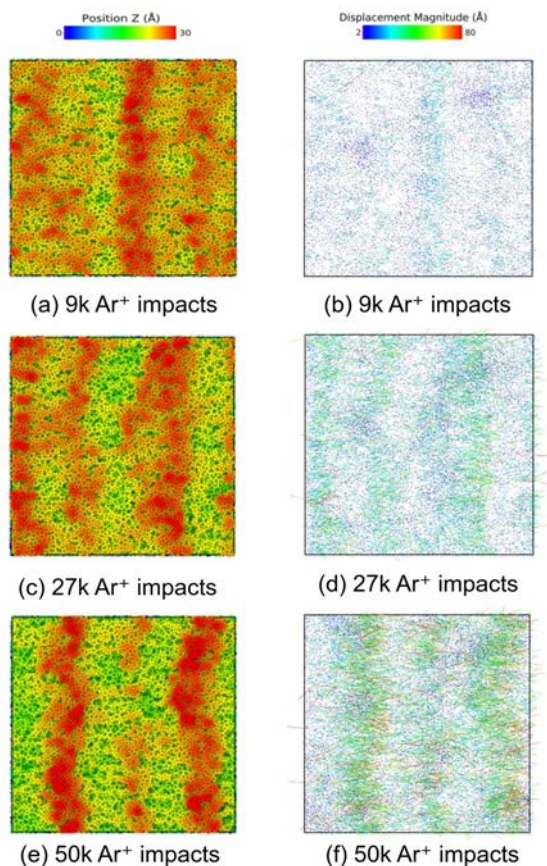 Position Z (Å)
0 30
Displacement Magnitude (Å)
2 80
(a) 9k Ar⁺ impacts
(b) 9k Ar⁺ impacts
(c) 27k Ar⁺ impacts
(d) 27k Ar⁺ impacts
(e) 50k Ar⁺ impacts
(f) 50k Ar⁺ impacts